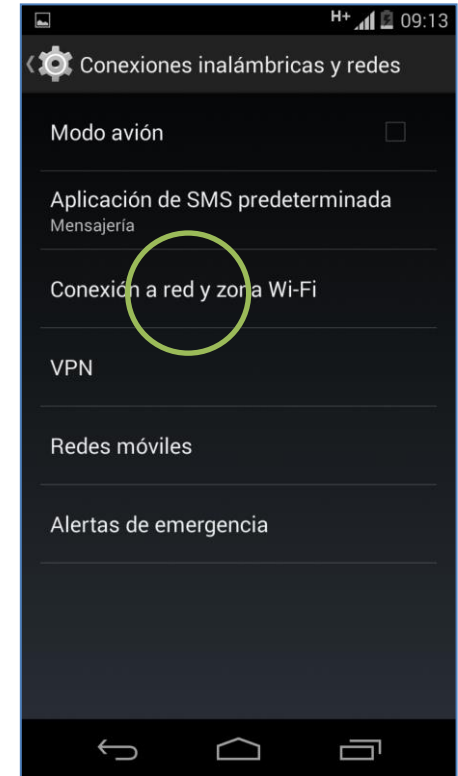 H+ 09:13
Conexiones inalámbricas y redes
Modo avión
Aplicación de SMS predeterminada
Mensajería
Conexión a red y zona Wi-Fi
VPN
Redes móviles
Alertas de emergencia